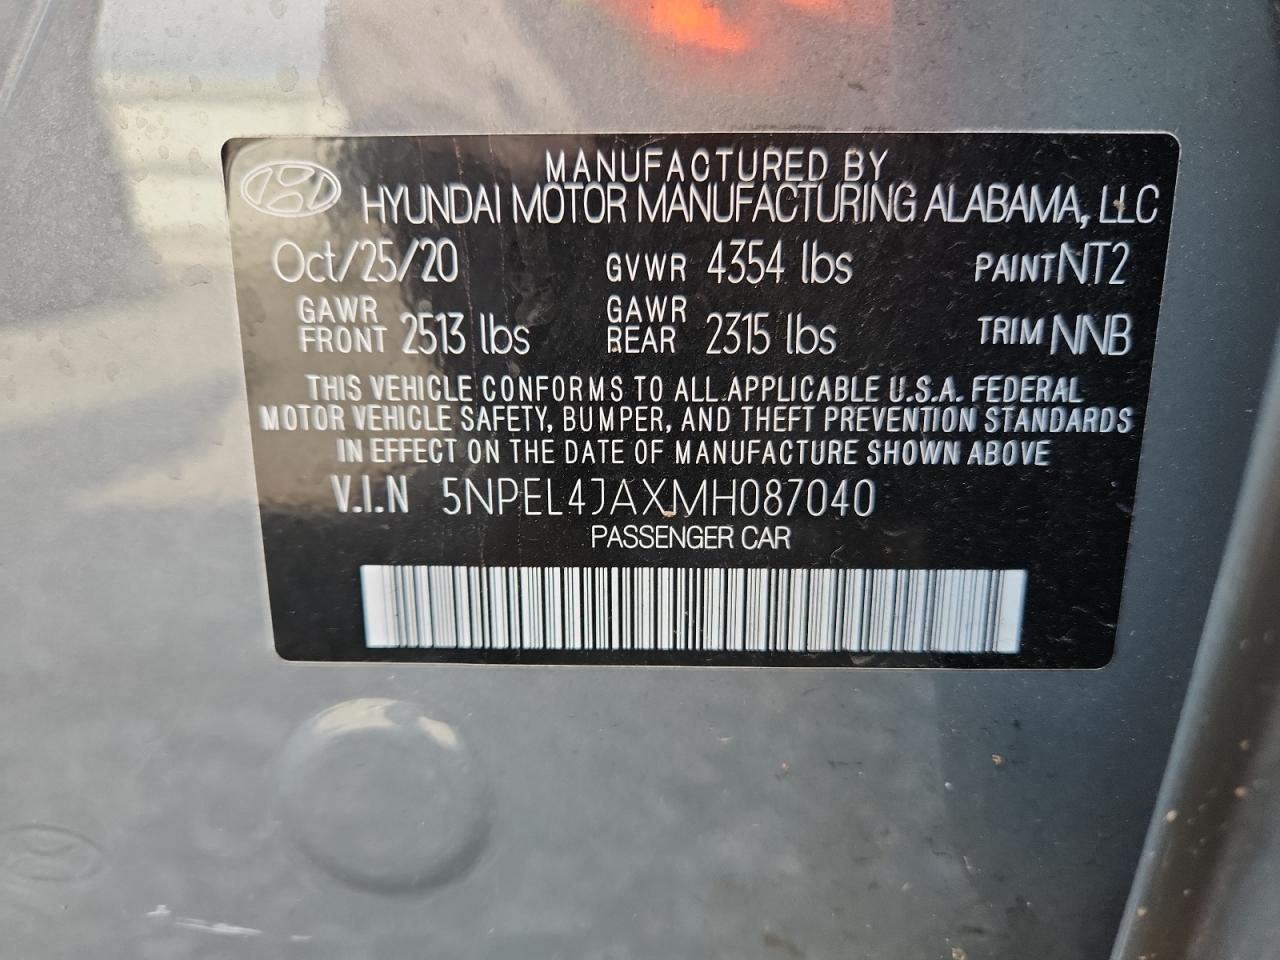 MANUFACTURED BY
HYUNDAI MOTOR MANUFACTURING ALABAMA, LLC
Oct/25/20 GVWR 4354 lbs PAINT NT2
GAWR FRONT 2513 lbs GAWR REAR 2315 lbs TRIM NNB
THIS VEHICLE CONFORMS TO ALL APPLICABLE U.S.A. FEDERAL
MOTOR VEHICLE SAFETY, BUMPER, AND THEFT PREVENTION STANDARDS
IN EFFECT ON THE DATE OF MANUFACTURE SHOWN ABOVE
V.I.N 5NPEL4JAXMH087040
PASSENGER CAR